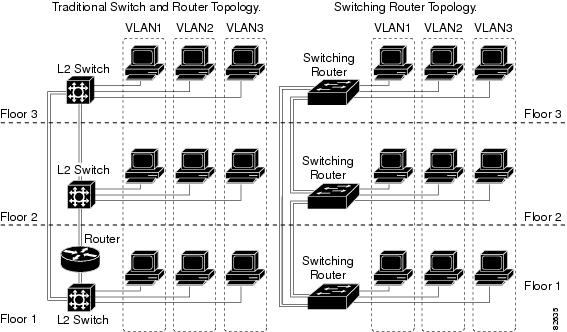 Traditional Switch and Router Topology.
Switching Router Topology.
VLAN1 VLAN2 VLAN3
VLAN1 VLAN2 VLAN3
L2 Switch
Switching
Router
Floor 3
Floor 3
L2 Switch
Switching
Router
Floor 2
Floor 2
Router
Switching
Router
Floor 1
L2 Switch
Floor 1
82635